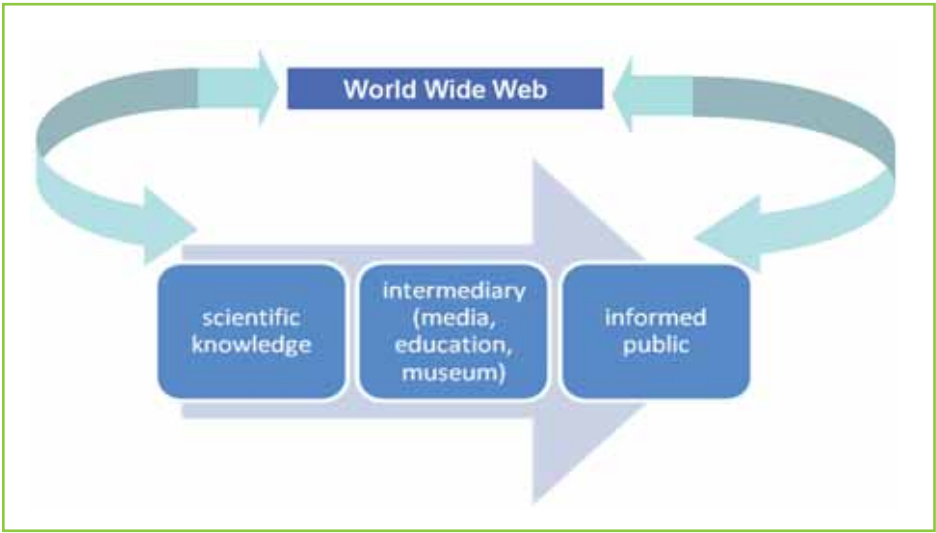 World Wide Web
scientific
knowledge
intermediary
(media,
education,
museum)
informed
public